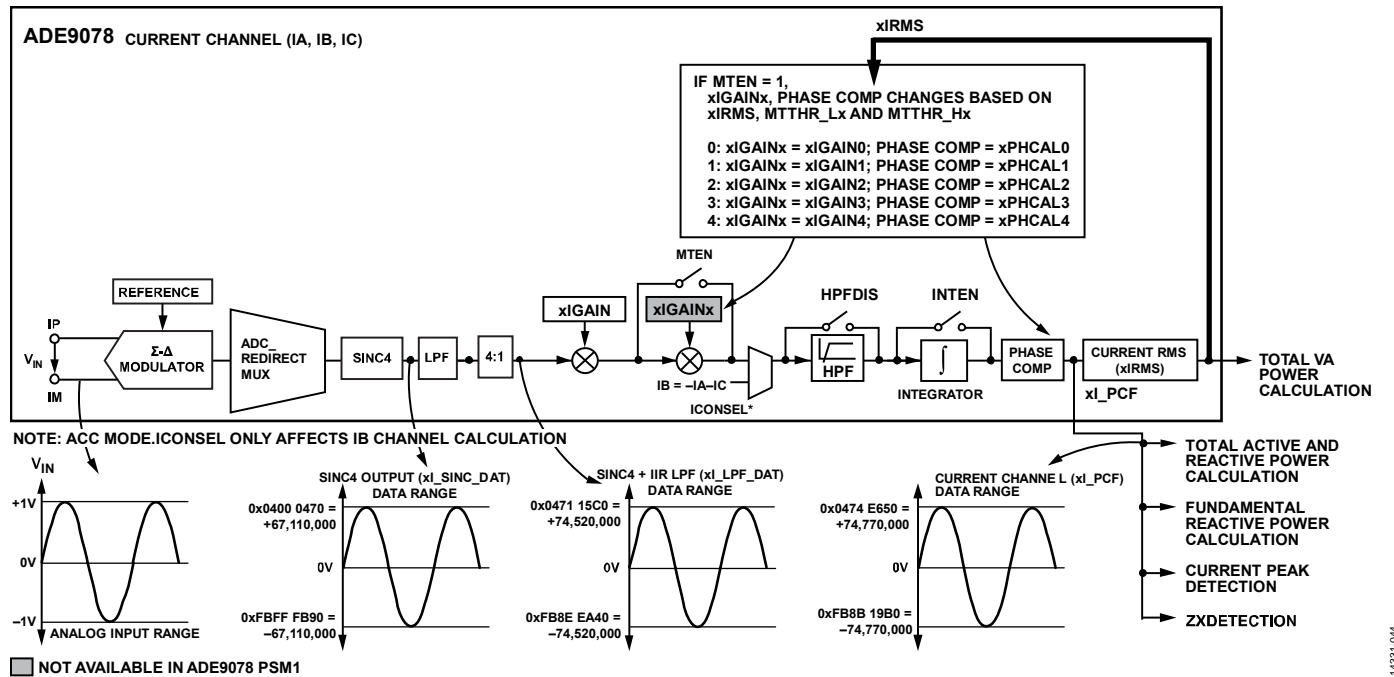 ADE9078 CURRENT CHANNEL (IA, IB, IC)
xIRMS
IF MTEN = 1,
xIGAINx, PHASE COMP CHANGES BASED ON
xIRMS, MTTHR_Lx AND MTTHR_Hx
0: xIGAINx = xIGAIN0; PHASE COMP = xPHCAL0
1: xIGAINx = xIGAIN1; PHASE COMP = xPHCAL1
2: xIGAINx = xIGAIN2; PHASE COMP = xPHCAL2
3: xIGAINx = xIGAIN3; PHASE COMP = xPHCAL3
4: xIGAINx = xIGAIN4; PHASE COMP = xPHCAL4
MTEN
REFERENCE
xIGAIN
xIGAINx
HPFDIS
INTEN
IP
VIN
IM
Σ-Δ
MODULATOR
ADC_
REDIRECT
MUX
SINC4
LPF
4:1
IB = –IA–IC
ICONSEL*
HPF
∫
INTEGRATOR
PHASE
COMP
CURRENT RMS
(xIRMS)
xI_PCF
TOTAL VA
POWER
CALCULATION
NOTE: ACC MODE.ICONSEL ONLY AFFECTS IB CHANNEL CALCULATION
VIN
+1V
0V
–1V
ANALOG INPUT RANGE
SINC4 OUTPUT (xI_SINC_DAT)
DATA RANGE
0x0400 0470 =
+67,110,000
0V
0xFBFF FB90 =
–67,110,000
SINC4 + IIR LPF (xI_LPF_DAT)
DATA RANGE
0x0471 15C0 =
+74,520,000
0V
0xFB8E EA40 =
–74,520,000
CURRENT CHANNEL (xI_PCF)
DATA RANGE
0x0474 E650 =
+74,770,000
0V
0xFB8B 19B0 =
–74,770,000
TOTAL ACTIVE AND
REACTIVE POWER
CALCULATION
FUNDAMENTAL
REACTIVE POWER
CALCULATION
CURRENT PEAK
DETECTION
ZXDETECTION
NOT AVAILABLE IN ADE9078 PSM1
14331-044